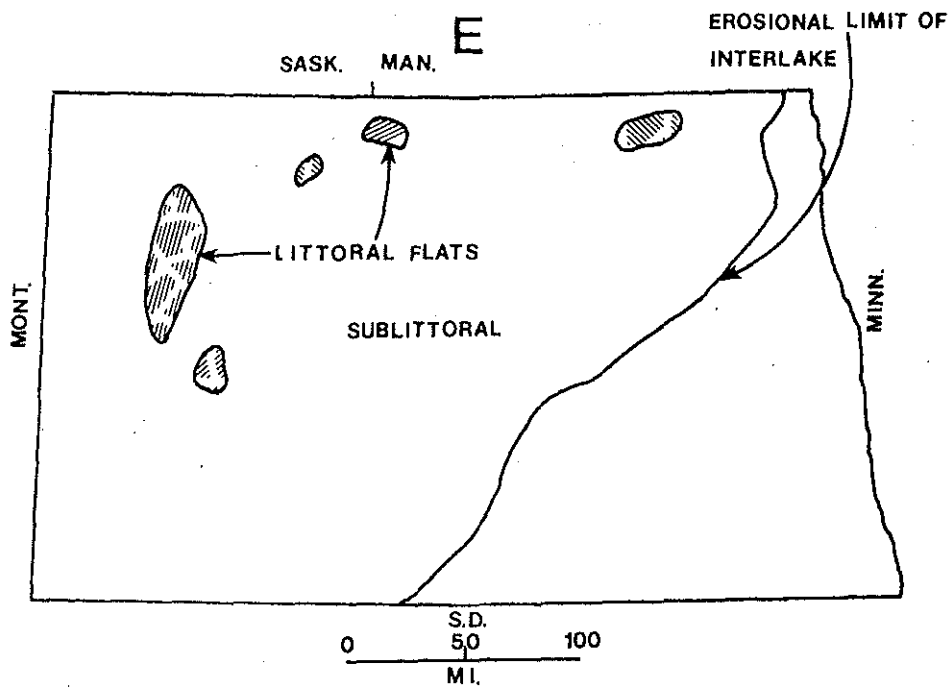 E
EROSIONAL LIMIT OF
INTERLAKE
SASK. MAN.
LITTORAL FLATS
SUBLITTORAL
MONT.
MINN.
S.D.
0 50 100
MI.